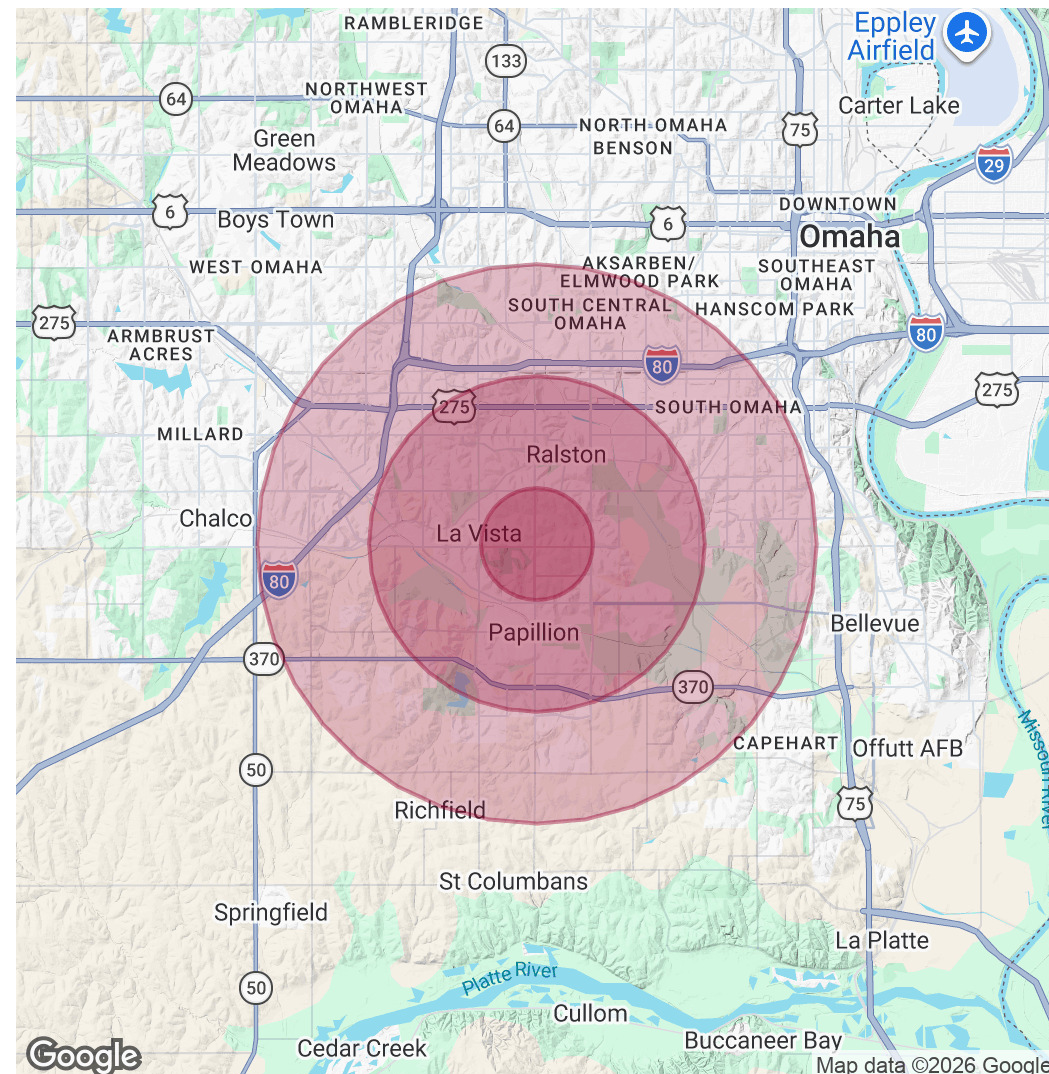 RAMBLERIDGE
Eppley
Airfield
133
64
NORTHWEST
OMAHA
Carter Lake
64
NORTH OMAHA
75
Green
Meadows
BENSON
29
6
Boys Town
6
DOWNTOWN
Omaha
WEST OMAHA
AKSARBEN/
ELMWOOD PARK
SOUTHEAST
OMAHA
SOUTH CENTRAL
OMAHA
HANSCOM PARK
275
ARMBRUST
ACRES
80
80
275
275
SOUTH OMAHA
MILLARD
Ralston
Chalco
La Vista
80
Papillion
Bellevue
370
370
CAPEHART
Offutt AFB
Missouri River
50
Richfield
75
St Columbans
Springfield
La Platte
Platte River
50
Cullom
Cedar Creek
Buccaneer Bay
Google
Map data ©2026 Google